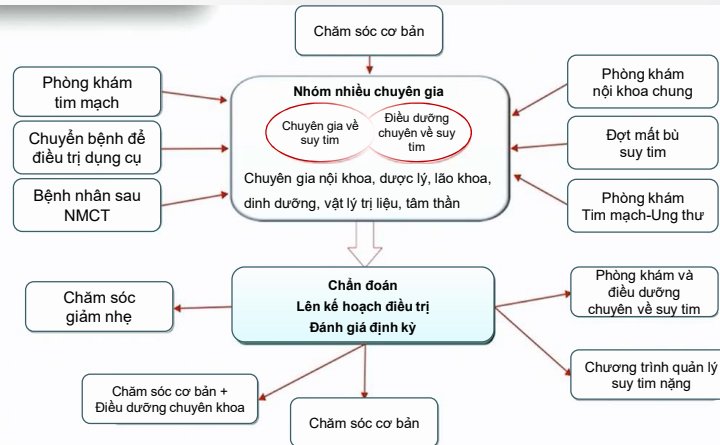 Chăm sóc cơ bản
Phòng khám
tim mạch
Chuyển bệnh để
điều trị dụng cụ
Bệnh nhân sau
NMCT
Nhóm nhiều chuyên gia
Chuyên gia về
suy tim
Điều dưỡng
chuyên về suy
tim
Chuyên gia nội khoa, dược lý, lão khoa,
dinh dưỡng, vật lý trị liệu, tâm thần
Phòng khám
nội khoa chung
Đợt mất bù
suy tim
Phòng khám
Tim mạch-Ung thư
Chẩn đoán
Lên kế hoạch điều trị
Đánh giá định kỳ
Chăm sóc
giảm nhẹ
Phòng khám và
điều dưỡng
chuyên về suy tim
Chương trình quản lý
suy tim nặng
Chăm sóc cơ bản +
Điều dưỡng chuyên khoa
Chăm sóc cơ bản